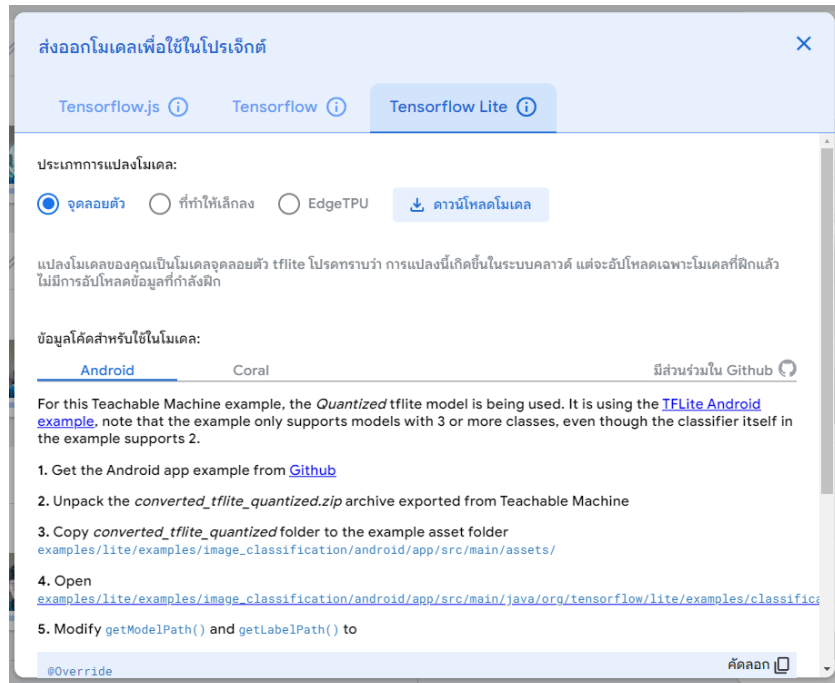 ส่งออกโมเดลเพื่อใช้ในโปรเจ็กต์
Tensorflow.js Tensorflow Tensorflow Lite
ประเภทการแปลงโมเดล:
จุดลอยตัว ที่ทำให้เล็กลง EdgeTPU ดาวน์โหลดโมเดล
แปลงโมเดลของคุณเป็นโมเดลจุดลอยตัว tflite โปรดทราบว่า การแปลงนี้เกิดขึ้นในระบบคลาวด์ แต่จะอัปโหลดเฉพาะโมเดลที่ฝึกแล้ว
ไม่มีการอัปโหลดข้อมูลที่กำลังฝึก
ข้อมูลโค้ดสำหรับใช้ในโมเดล:
Android Coral มีส่วนร่วมใน Github
For this Teachable Machine example, the Quantized tflite model is being used. It is using the TFLite Android
example, note that the example only supports models with 3 or more classes, even though the classifier itself in
the example supports 2.
1. Get the Android app example from Github
2. Unpack the converted_tflite_quantized.zip archive exported from Teachable Machine
3. Copy converted_tflite_quantized folder to the example asset folder
examples/lite/examples/image_classification/android/app/src/main/assets/
4. Open
examples/lite/examples/image_classification/android/app/src/main/java/org/tensorflow/lite/examples/classifica
5. Modify getModelPath() and getLabelPath() to
@Override คัดลอก